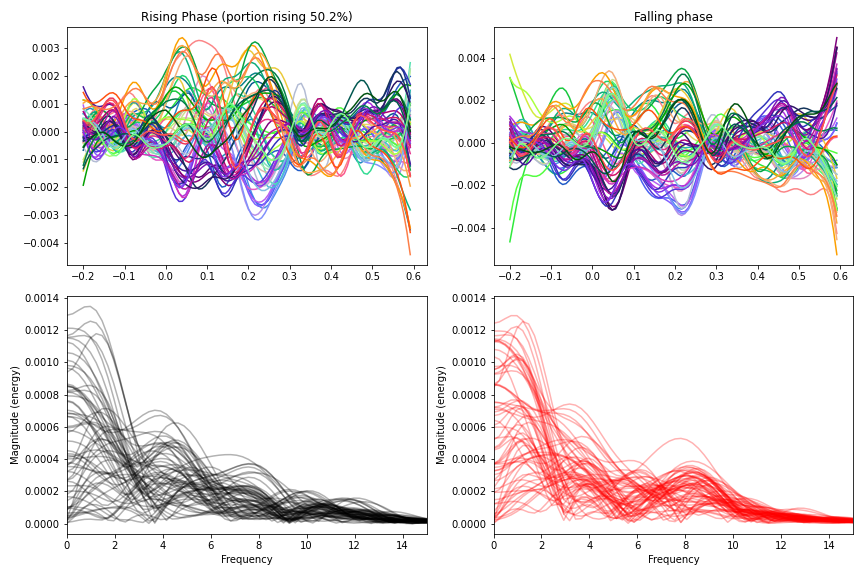 Rising Phase (portion rising 50.2%)
0.003
0.002
0.001
0.000
−0.001
−0.002
−0.003
−0.004
−0.2 −0.1 0.0 0.1 0.2 0.3 0.4 0.5 0.6
Falling phase
0.004
0.002
0.000
−0.002
−0.004
−0.2 −0.1 0.0 0.1 0.2 0.3 0.4 0.5 0.6
Magnitude (energy)
0.0014
0.0012
0.0010
0.0008
0.0006
0.0004
0.0002
0.0000
0 2 4 6 8 10 12 14
Frequency
Magnitude (energy)
0.0014
0.0012
0.0010
0.0008
0.0006
0.0004
0.0002
0.0000
0 2 4 6 8 10 12 14
Frequency